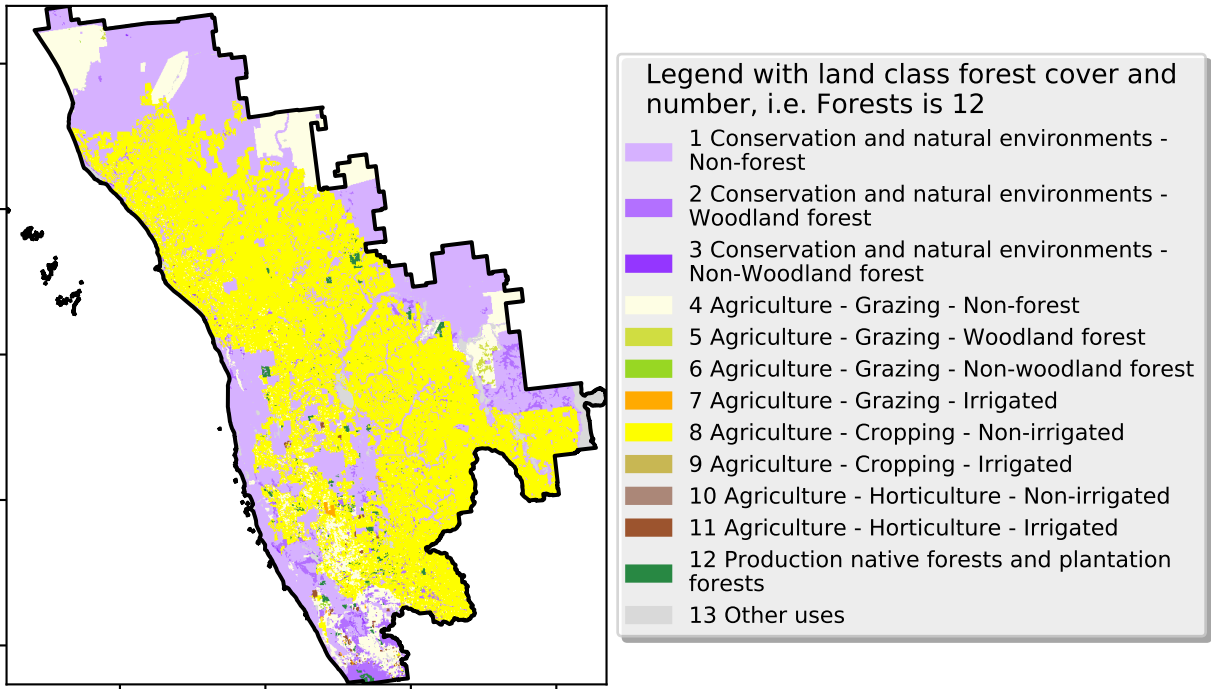 Legend with land class forest cover and
number, i.e. Forests is 12
1 Conservation and natural environments -
Non-forest
2 Conservation and natural environments -
Woodland forest
3 Conservation and natural environments -
Non-Woodland forest
4 Agriculture - Grazing - Non-forest
5 Agriculture - Grazing - Woodland forest
6 Agriculture - Grazing - Non-woodland forest
7 Agriculture - Grazing - Irrigated
8 Agriculture - Cropping - Non-irrigated
9 Agriculture - Cropping - Irrigated
10 Agriculture - Horticulture - Non-irrigated
11 Agriculture - Horticulture - Irrigated
12 Production native forests and plantation
forests
13 Other uses